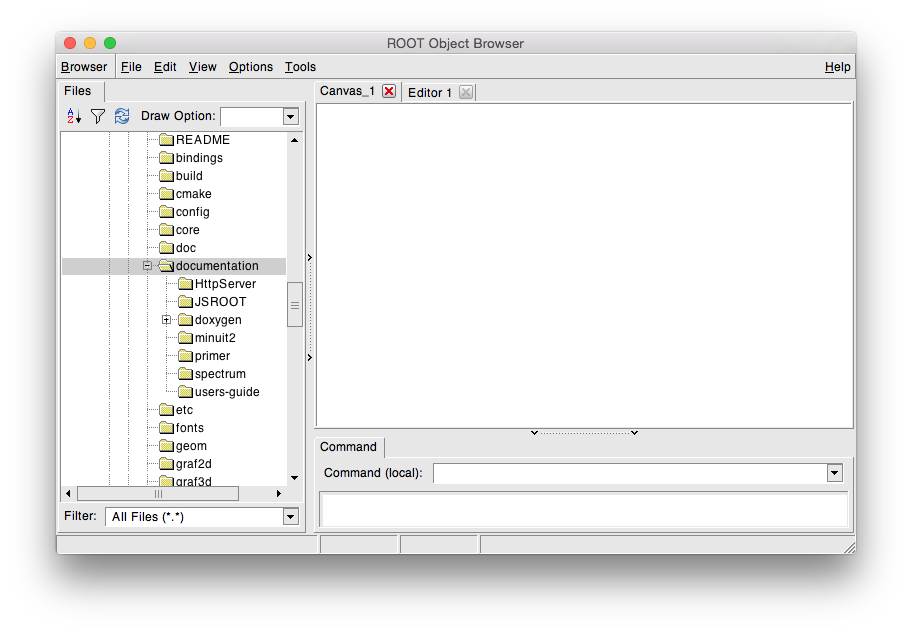 ROOT Object Browser
Browser File Edit View Options Tools Help
Files
Canvas_1 Editor 1
A Z Draw Option:
README
bindings
build
cmake
config
core
doc
documentation
HttpServer
JSROOT
doxygen
minuit2
primer
spectrum
users-guide
etc
fonts
geom
graf2d
graf3d
Filter: All Files (*.*)
Command
Command (local):